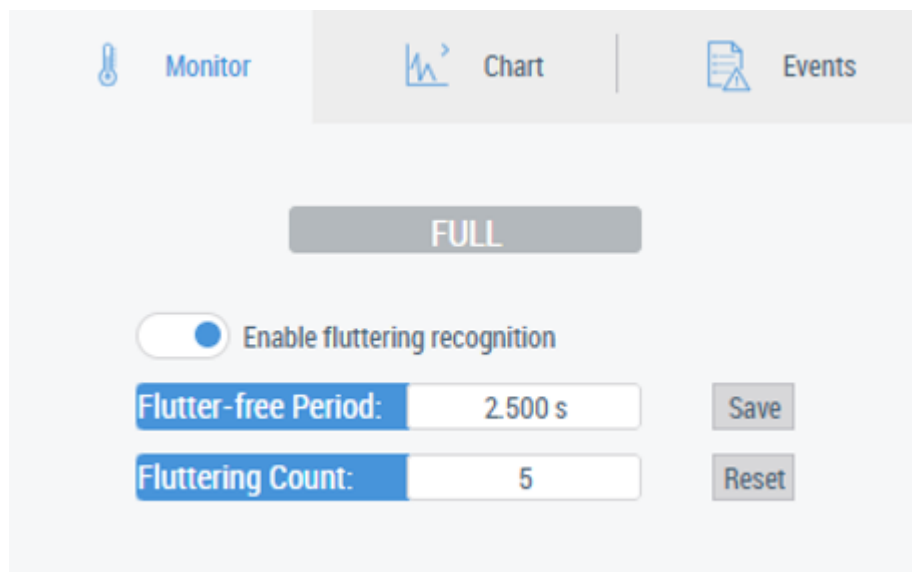 Monitor Chart Events
FULL
Enable fluttering recognition
Flutter-free Period: 2.500 s Save
Fluttering Count: 5 Reset